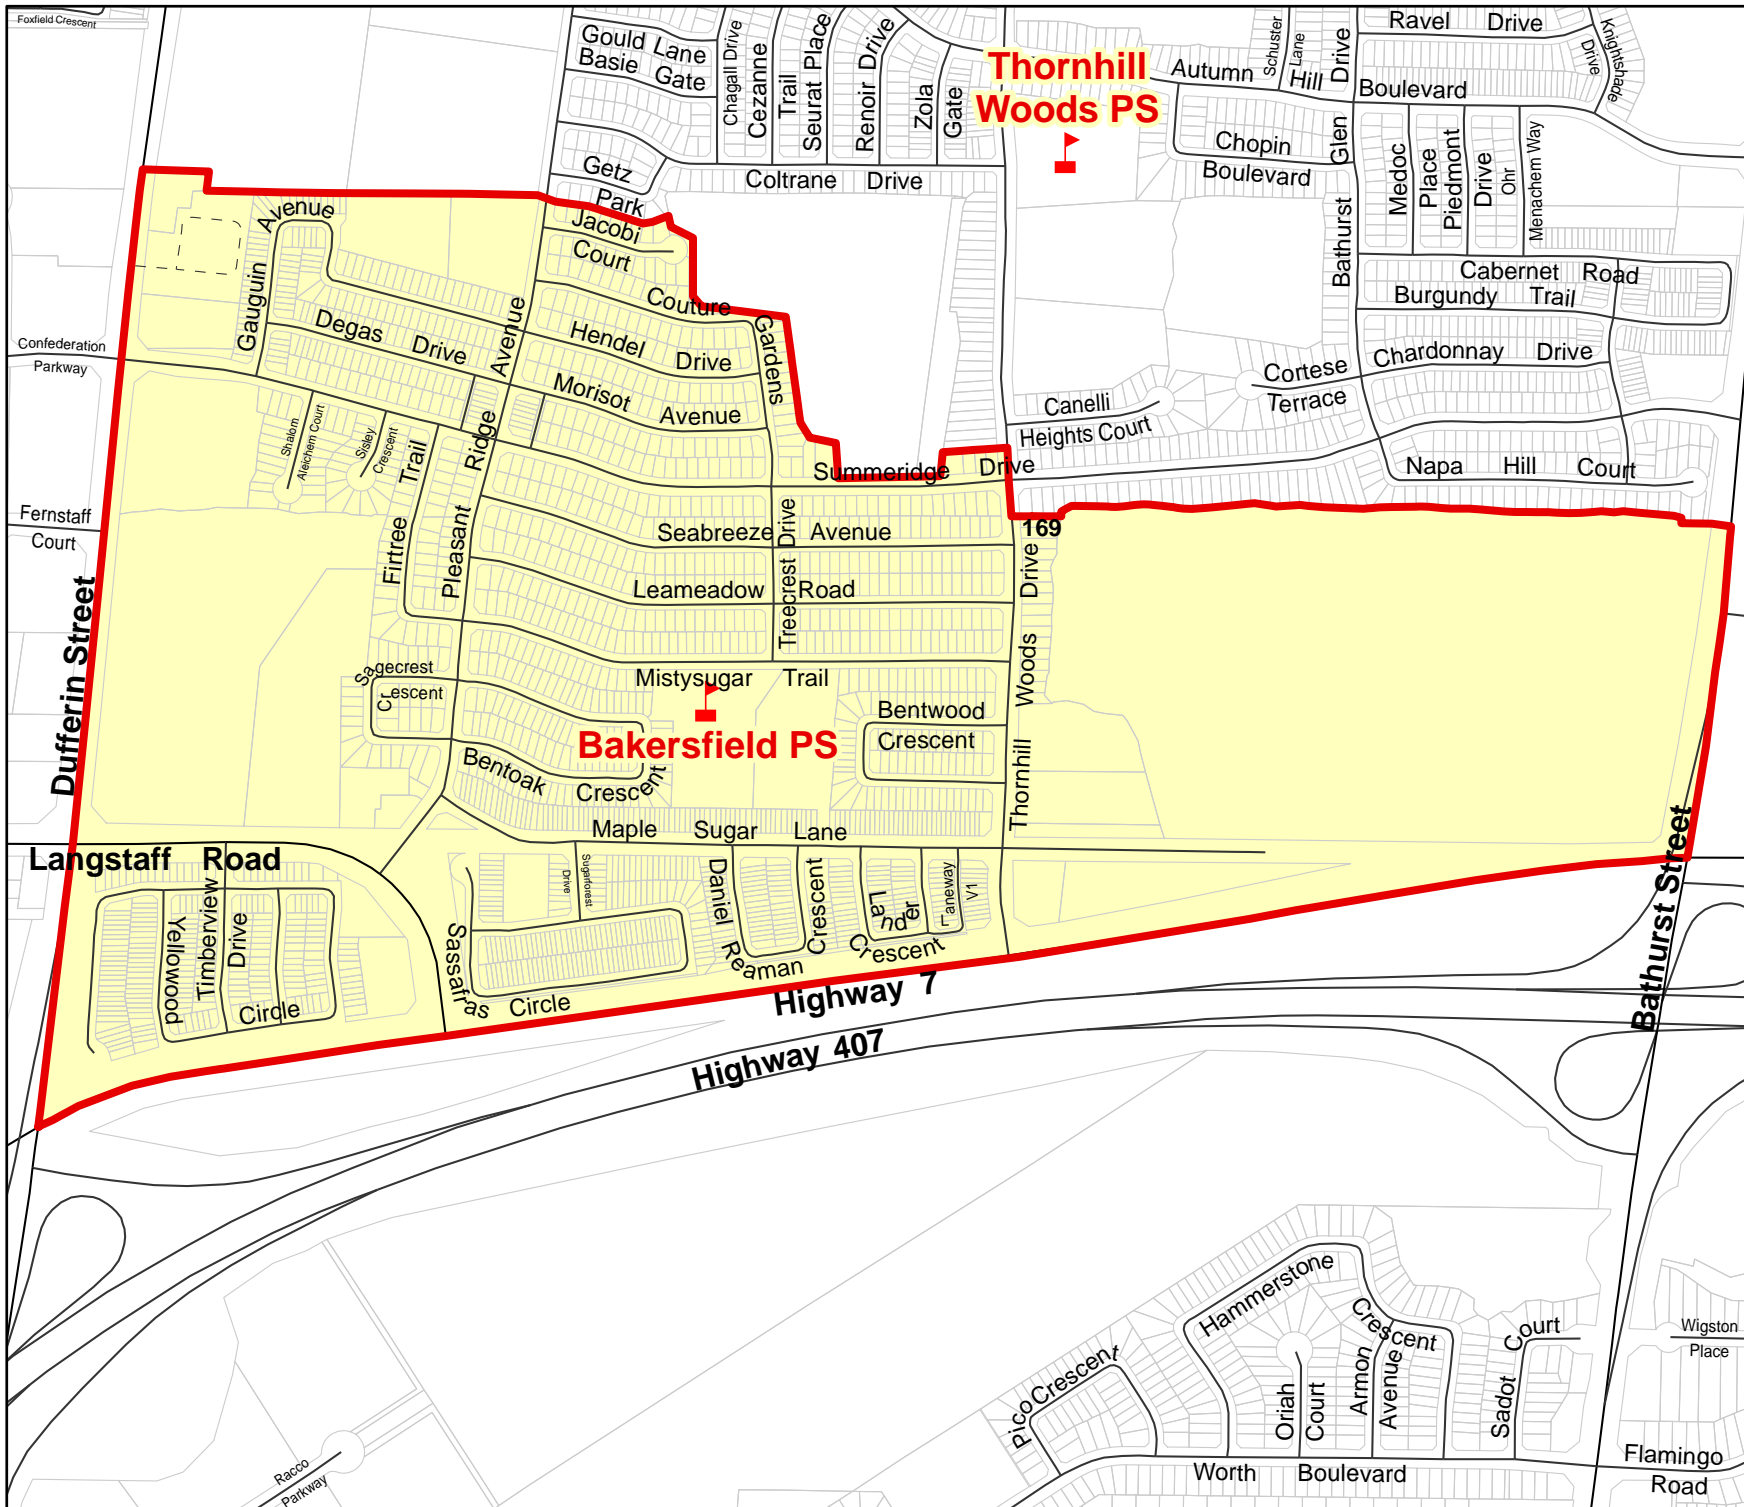 Foxfield Crescent
Gould Lane
Basie Gate
Chagall Drive
Cezanne
Trail
Seurat Place
Renoir Drive
Zola
Gate
Thornhill
Woods PS
Autumn Hill Boulevard
Schuster
Lane
Drive
Ravel Drive
Knightshade
Drive
Getz
Park
Coltrane Drive
Chopin
Boulevard
Glen
Medoc
Place
Piedmont
Drive
Ohr
Menachem Way
Bathurst
Avenue
Gauguin
Jacobi
Court
Couture
Gardens
Cabernet Road
Burgundy Trail
Confederation
Parkway
Degas Drive
Avenue
Hendel Drive
Morisot Avenue
Chardonnay Drive
Cortese
Terrace
Canelli
Heights Court
Shalom
Aleichem Court
Sisley
Crescent
Trail
Firtree
Ridge
Pleasant
Summeridge Drive
Napa Hill Court
Fernstaff
Court
Seabreeze Avenue
Drive
Treecrest
169
Drive
Woods
Thornhill
Leameadow Road
Dufferin Street
Sagecrest
Crescent
Mistysugar Trail
Bakersfield PS
Bentwood
Crescent
Bentoak
Crescent
Maple Sugar Lane
Langstaff Road
Yellowood
Timberview
Drive
Circle
Sassafras Circle
Drive
Sugarforest
Daniel
Reaman
Crescent
Lander
Crescent
Laneway
V1
Bathurst Street
Highway 7
Highway 407
Hammerstone
Crescent
Pico Crescent
Oriah
Court
Armon
Avenue
Sadot
Court
Wigston
Place
Racco
Parkway
Worth Boulevard
Flamingo
Road